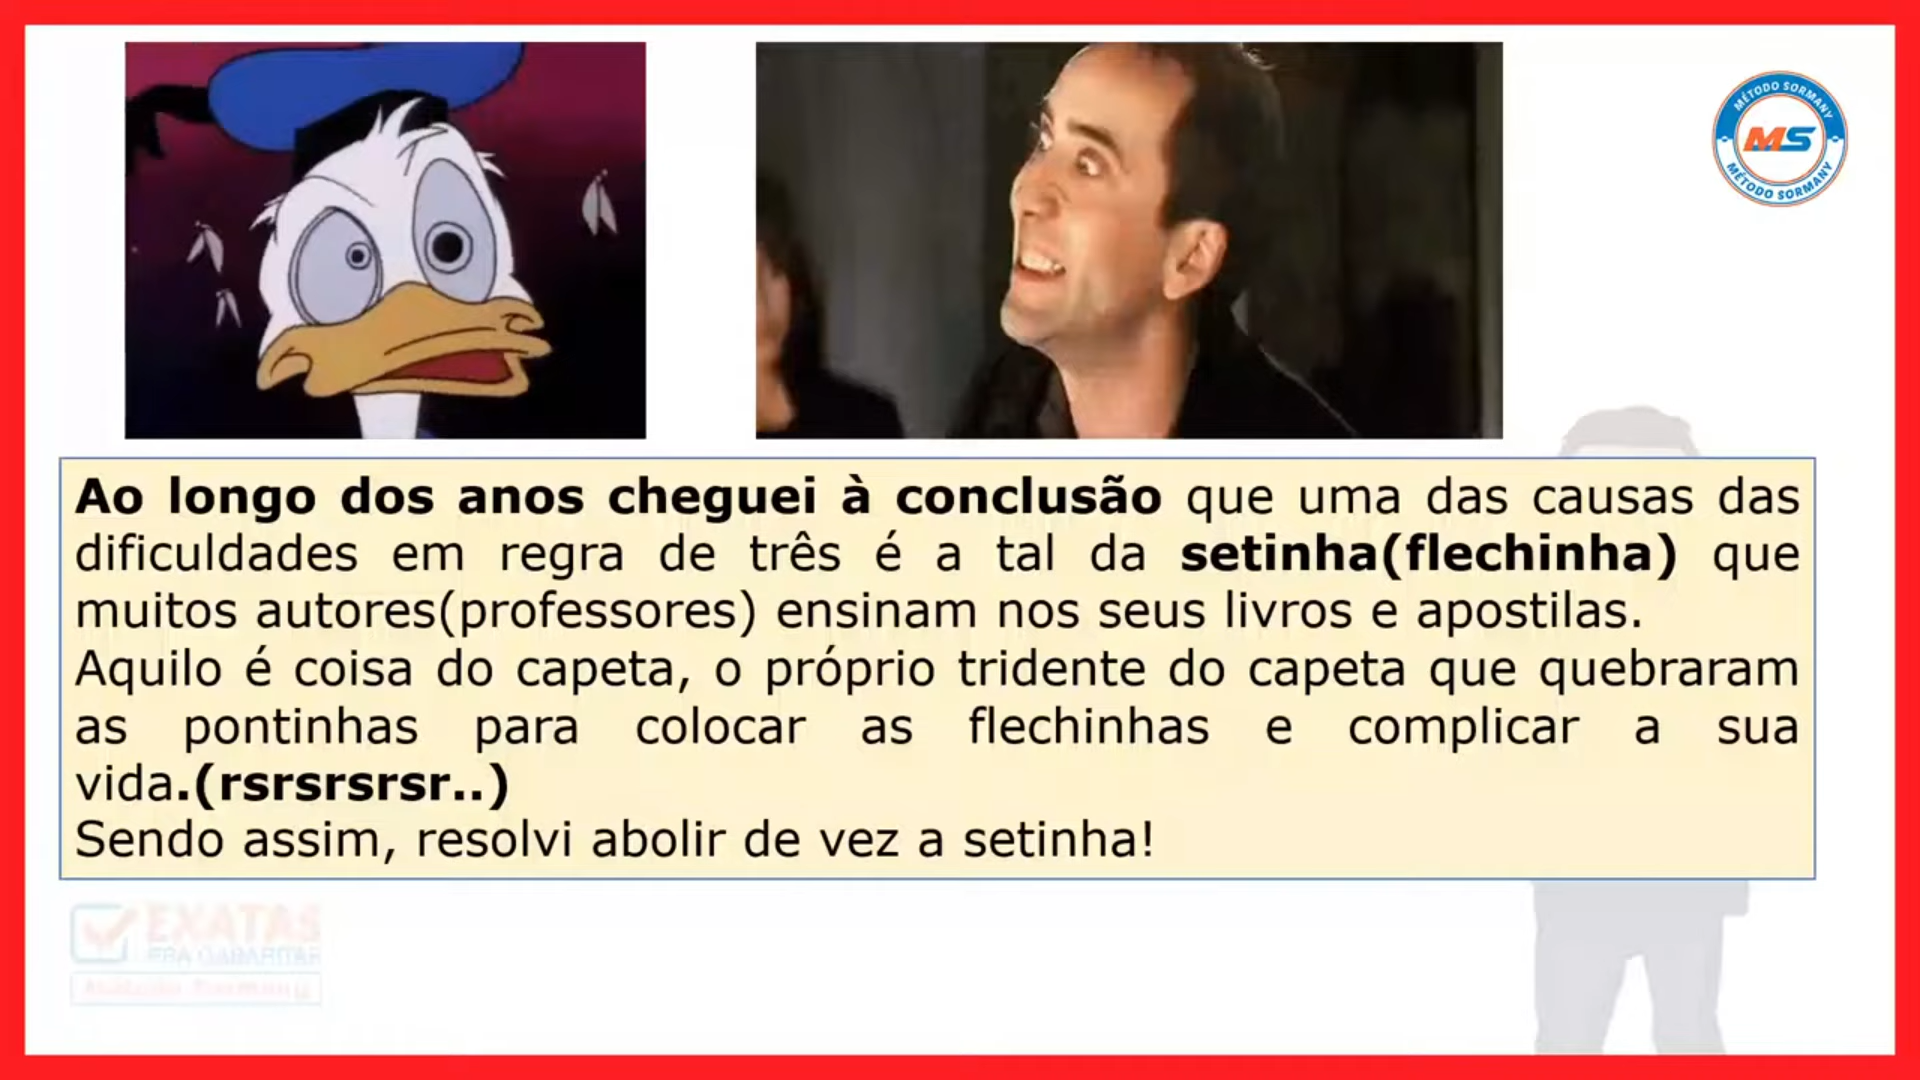 MÉTODO SORMANY
MS
MÉTODO SORMANY
Ao longo dos anos cheguei à conclusão que uma das causas das
dificuldades em regra de três é a tal da setinha(flechinha) que
muitos autores(professores) ensinam nos seus livros e apostilas.
Aquilo é coisa do capeta, o próprio tridente do capeta que quebraram
as pontinhas para colocar as flechinhas e complicar a sua
vida.(rsrsrsrsr..)
Sendo assim, resolvi abolir de vez a setinha!
EXATAS
PRA GABARITAR